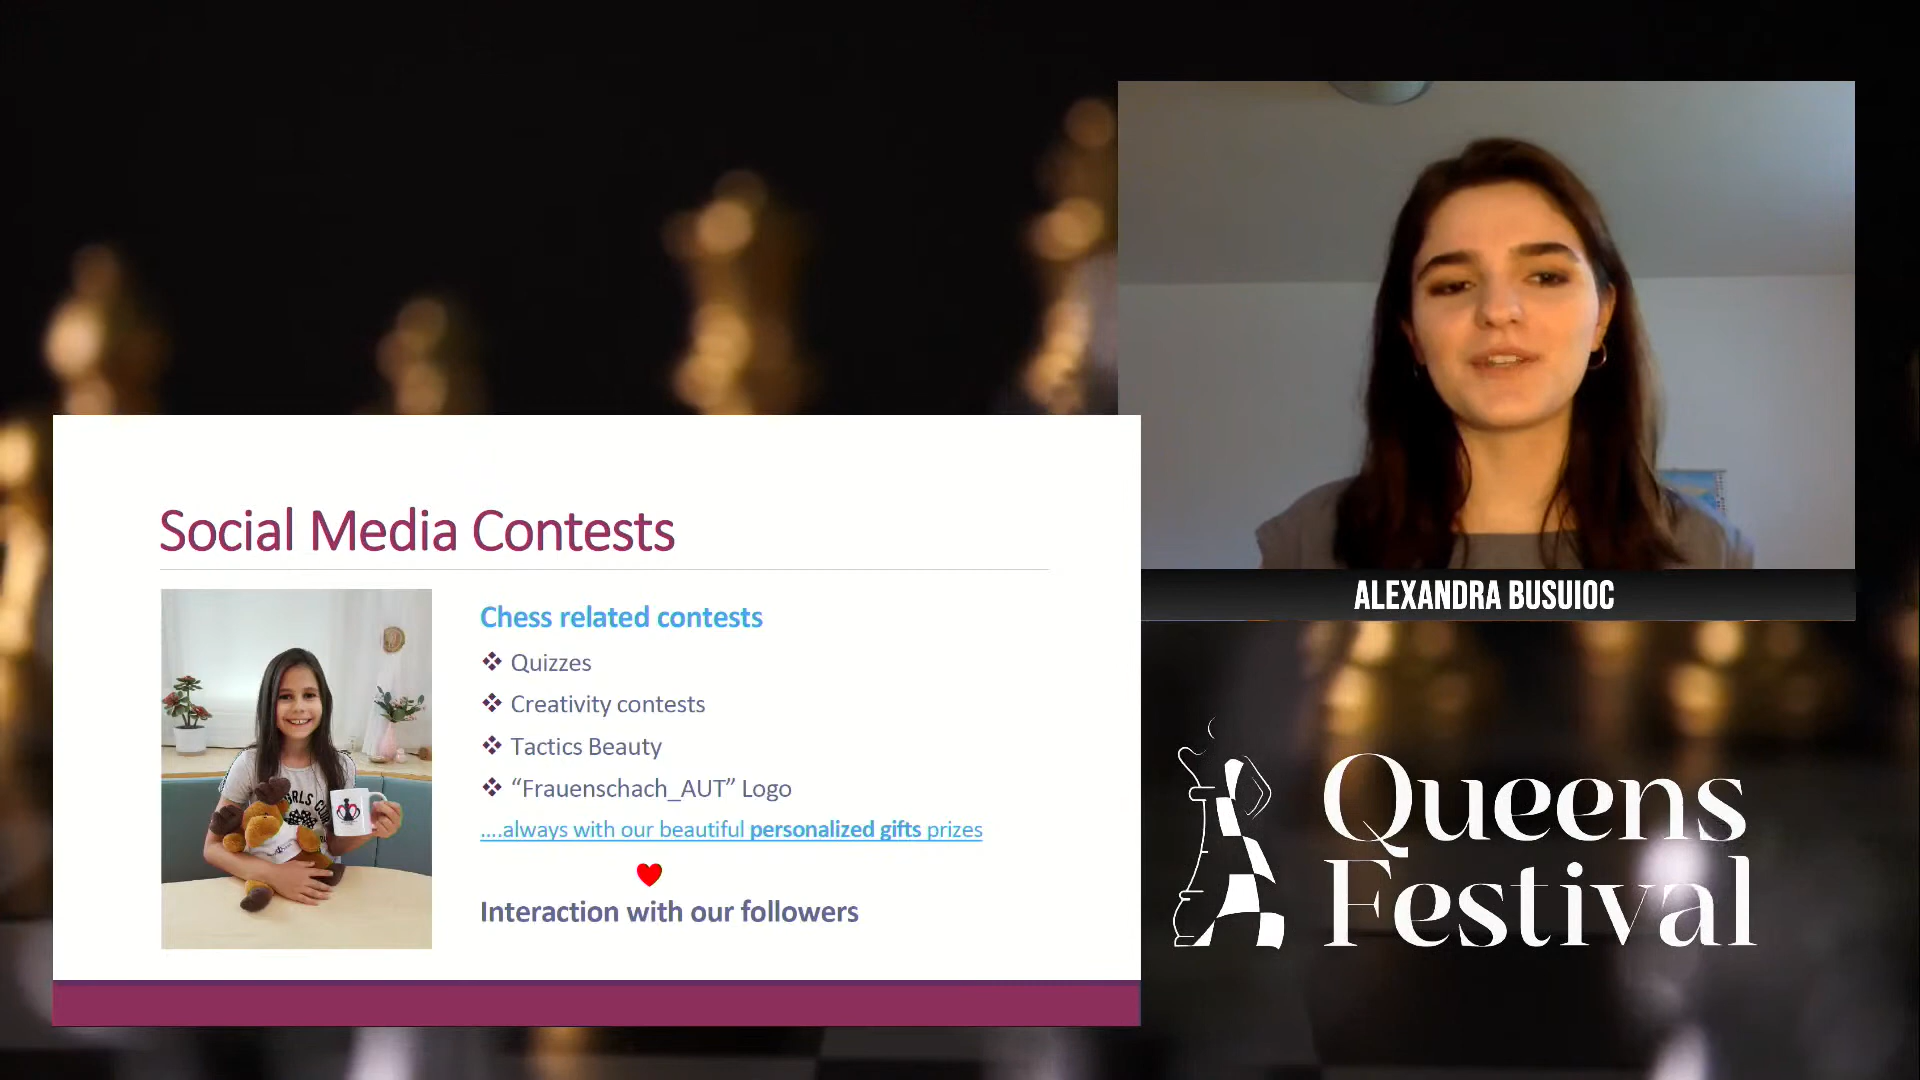 Social Media Contests
Chess related contests
Quizzes
Creativity contests
Tactics Beauty
“Frauenschach_AUT” Logo
....always with our beautiful personalized gifts prizes
Interaction with our followers
ALEXANDRA BUSUIOC
Queens
Festival